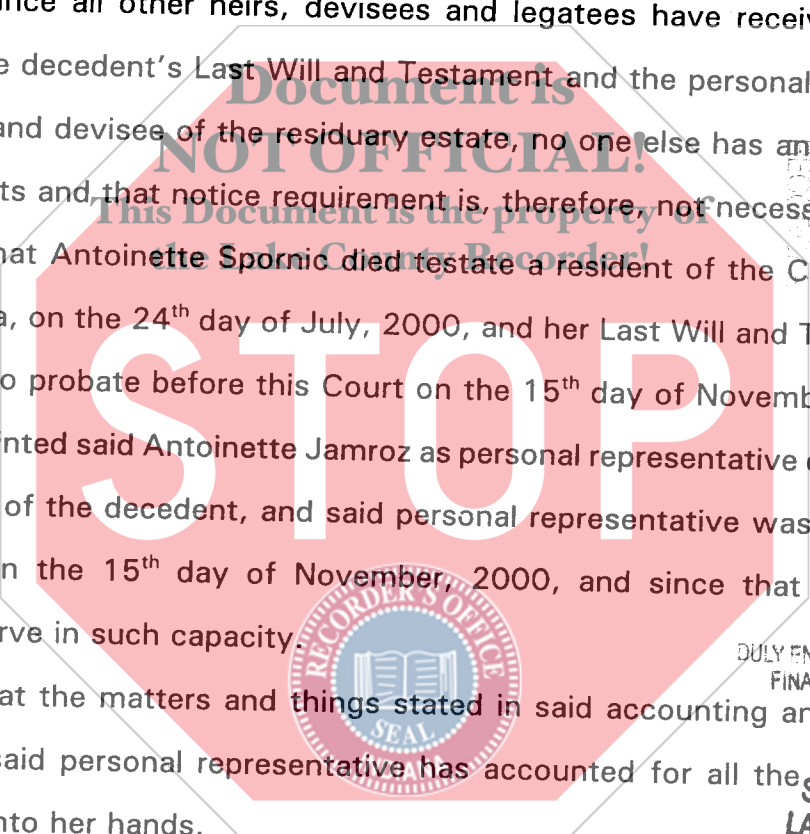 nce all other heirs, devisees and legatees have receiv
e decedent's Last Will and Testament and the personal
Document is
and devisee of the residuary estate, no one else has an
NOT OFFICIAL!
ts and that notice requirement is, therefore, not necess
This Document is the property of
the Lake County Recorder!
hat Antoinette Spornic died testate a resident of the C
a, on the 24th day of July, 2000, and her Last Will and T
o probate before this Court on the 15th day of Novemb
inted said Antoinette Jamroz as personal representative
STOP
of the decedent, and said personal representative was
n the 15th day of November, 2000, and since that
rve in such capacity.
RECORDER'S OFFICE
SEAL
INDIANA
DULY EN
FINA
at the matters and things stated in said accounting an
said personal representative has accounted for all the
nto her hands.
LA